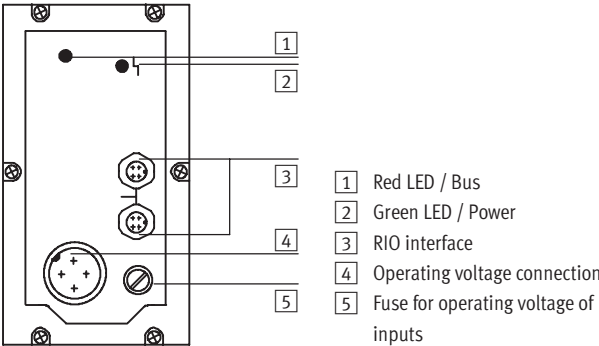 1
2
3
4
5
1 Red LED / Bus
2 Green LED / Power
3 RIO interface
4 Operating voltage connection
5 Fuse for operating voltage of
inputs